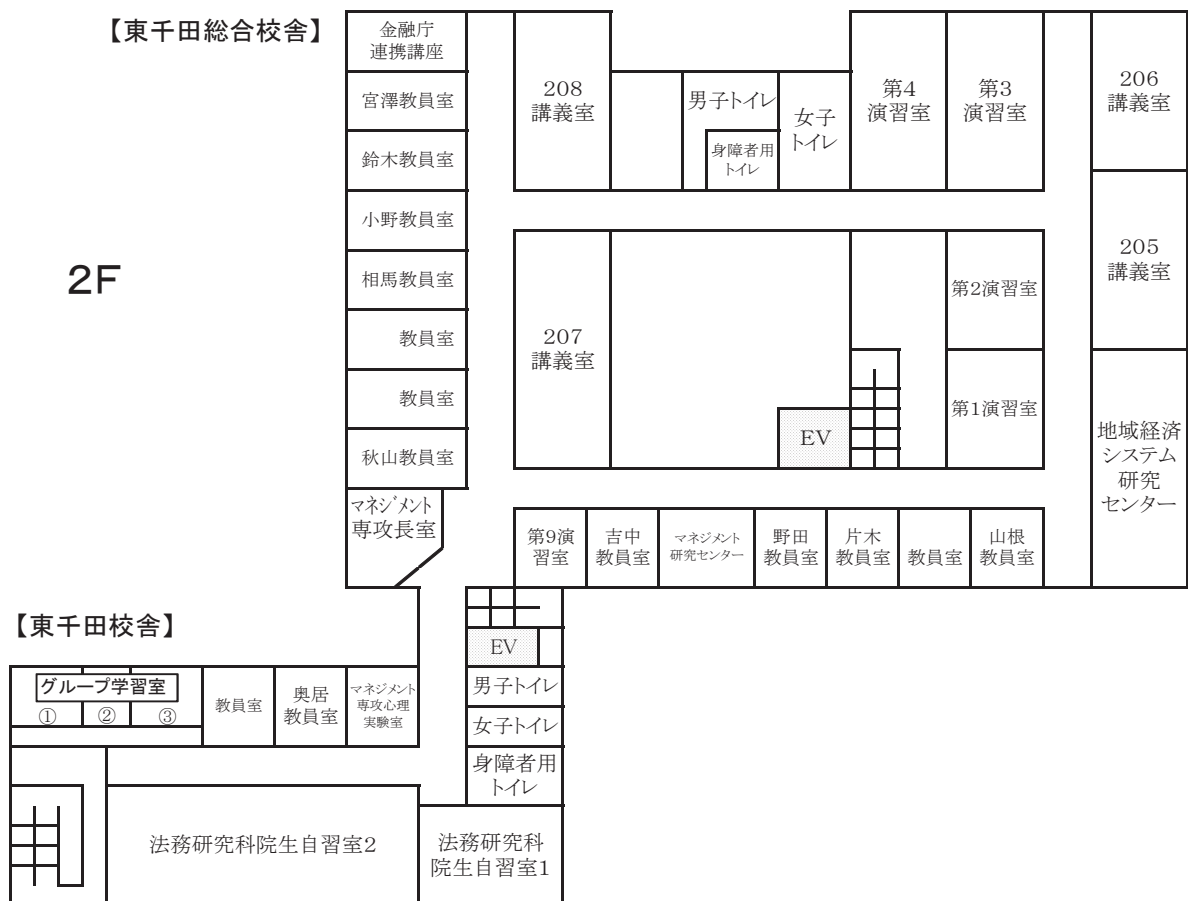 【東千田総合校舎】
金融庁
連携講座
宮澤教員室
鈴木教員室
小野教員室
相馬教員室
教員室
教員室
秋山教員室
マネジメント
専攻長室
2F
208
講義室
男子トイレ
身障者用
トイレ
女子
トイレ
第4
演習室
第3
演習室
206
講義室
205
講義室
207
講義室
EV
第2演習室
第1演習室
地域経済
システム
研究
センター
第9演
習室
吉中
教員室
マネジメント
研究センター
野田
教員室
片木
教員室
教員室
山根
教員室
【東千田校舎】
グループ学習室
①
②
③
教員室
奥居
教員室
マネジメント
専攻心理
実験室
EV
男子トイレ
女子トイレ
身障者用
トイレ
法務研究科院生自習室2
法務研究科
院生自習室1